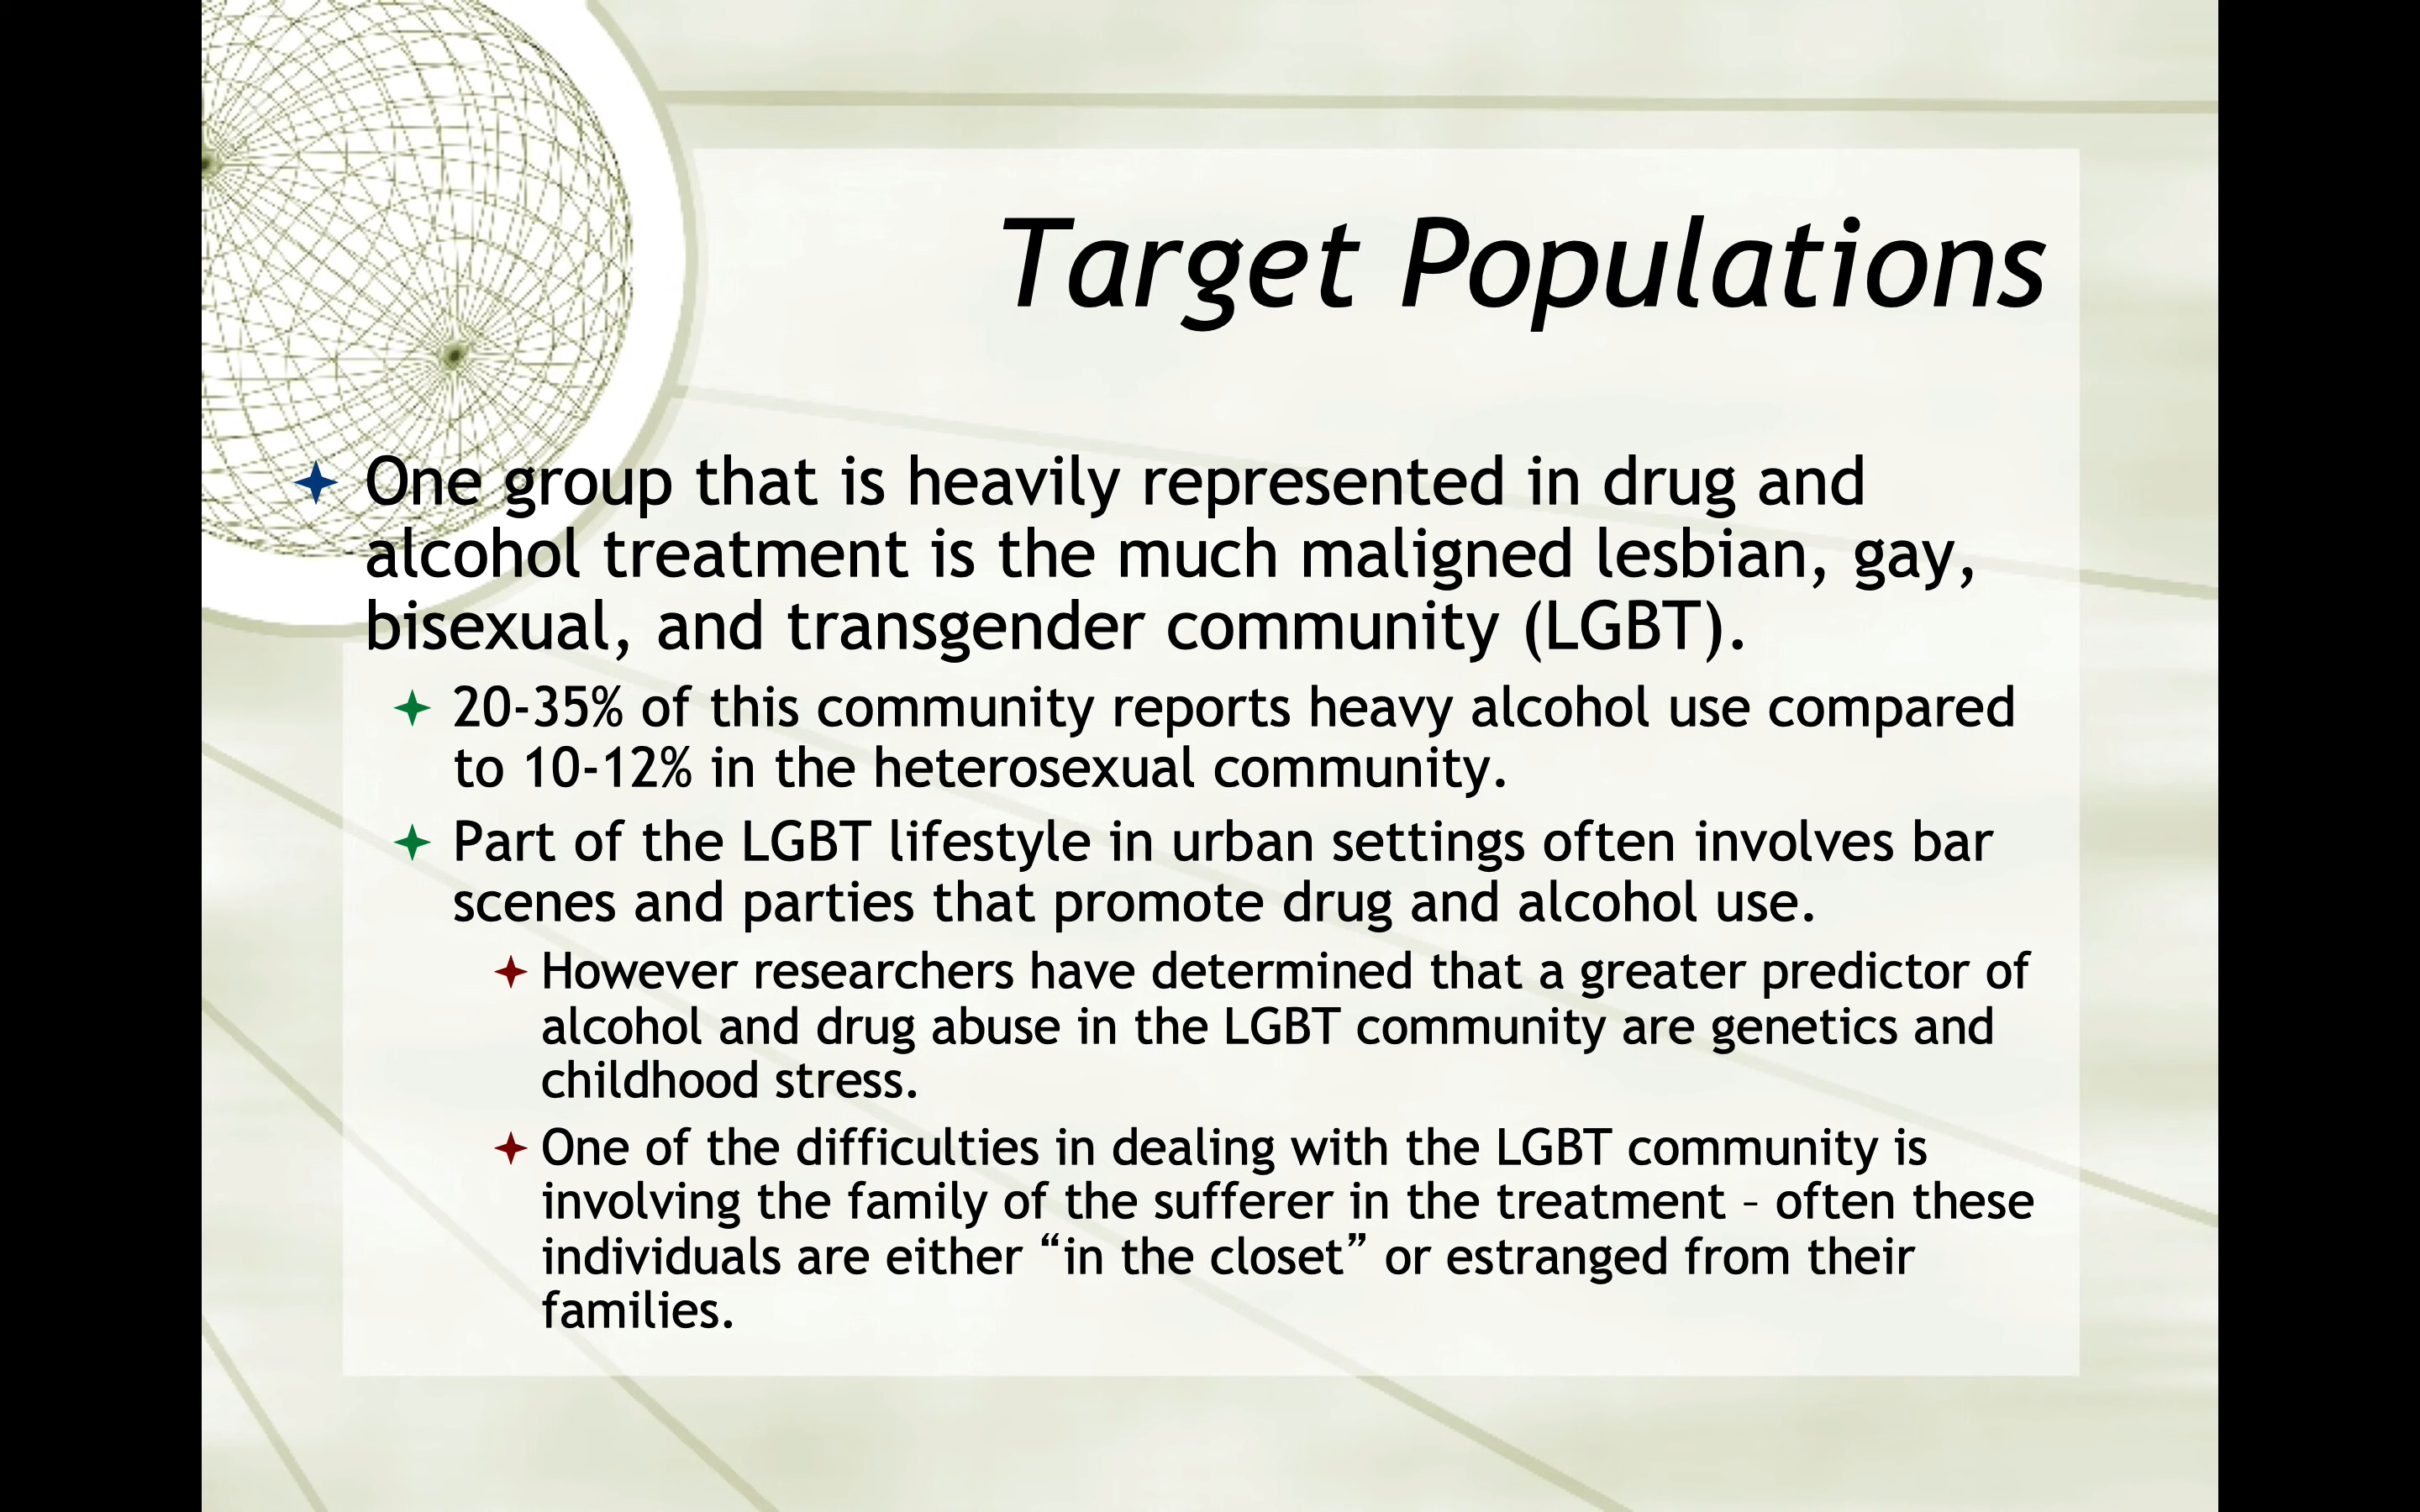 Target Populations
One group that is heavily represented in drug and
alcohol treatment is the much maligned lesbian, gay,
bisexual, and transgender community (LGBT).
20-35% of this community reports heavy alcohol use compared
to 10-12% in the heterosexual community.
Part of the LGBT lifestyle in urban settings often involves bar
scenes and parties that promote drug and alcohol use.
However researchers have determined that a greater predictor of
alcohol and drug abuse in the LGBT community are genetics and
childhood stress.
One of the difficulties in dealing with the LGBT community is
involving the family of the sufferer in the treatment – often these
individuals are either “in the closet” or estranged from their
families.